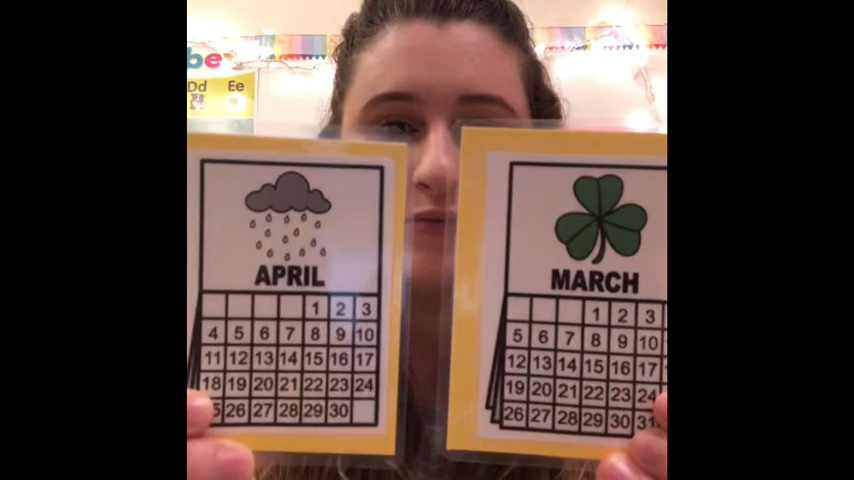 be
Dd Ee
APRIL
1 2 3
4 5 6 7 8 9 10
11 12 13 14 15 16 17
18 19 20 21 22 23 24
5 26 27 28 29 30
MARCH
1 2 3
5 6 7 8 9 10
12 13 14 15 16 17
19 20 21 22 23 24
26 27 28 29 30 31